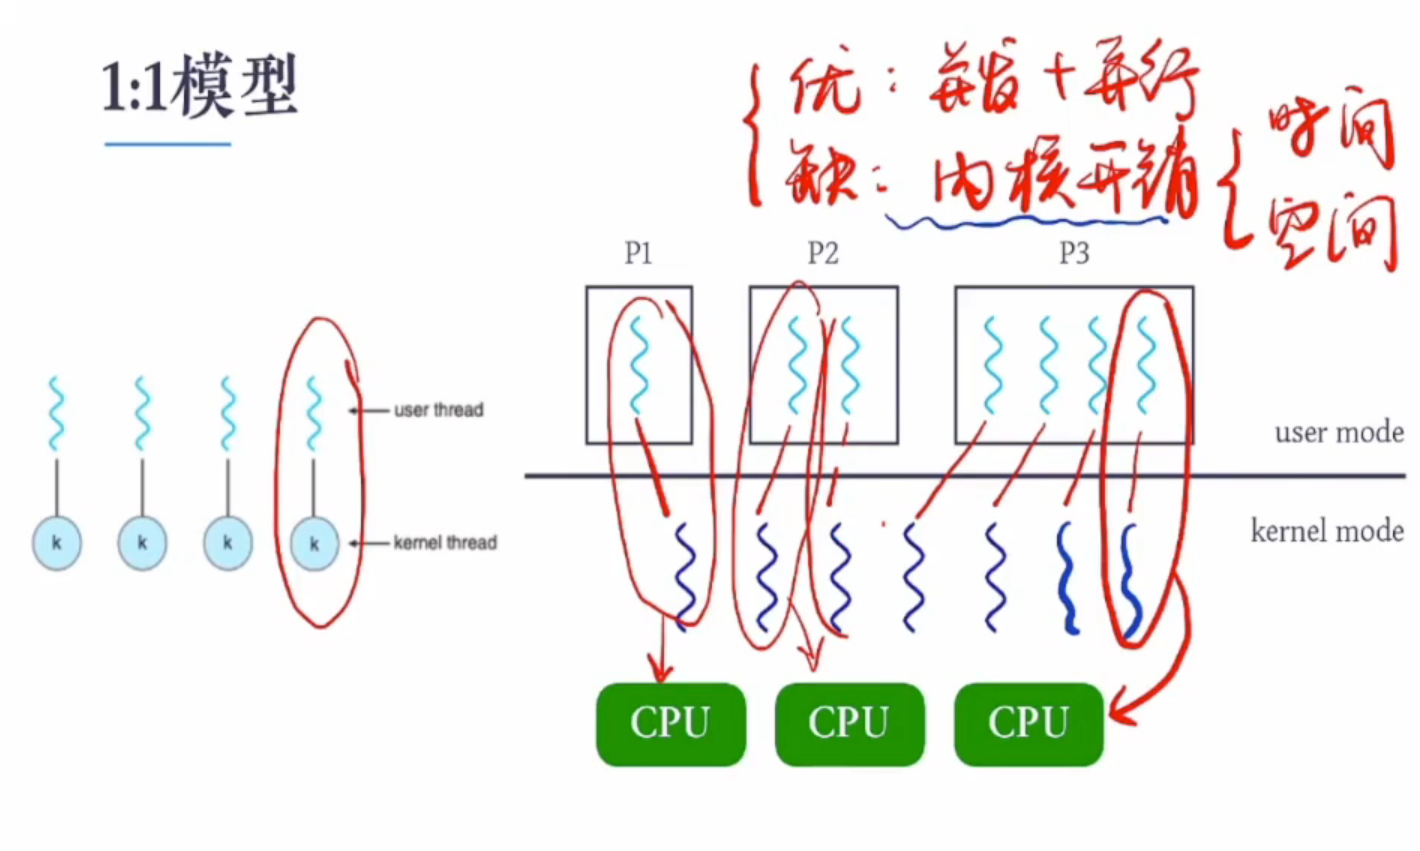 1:1模型
优：并发+并行
缺：内核开销
时间
空间
P1
P2
P3
user thread
user mode
k
k
k
k
kernel thread
kernel mode
CPU
CPU
CPU